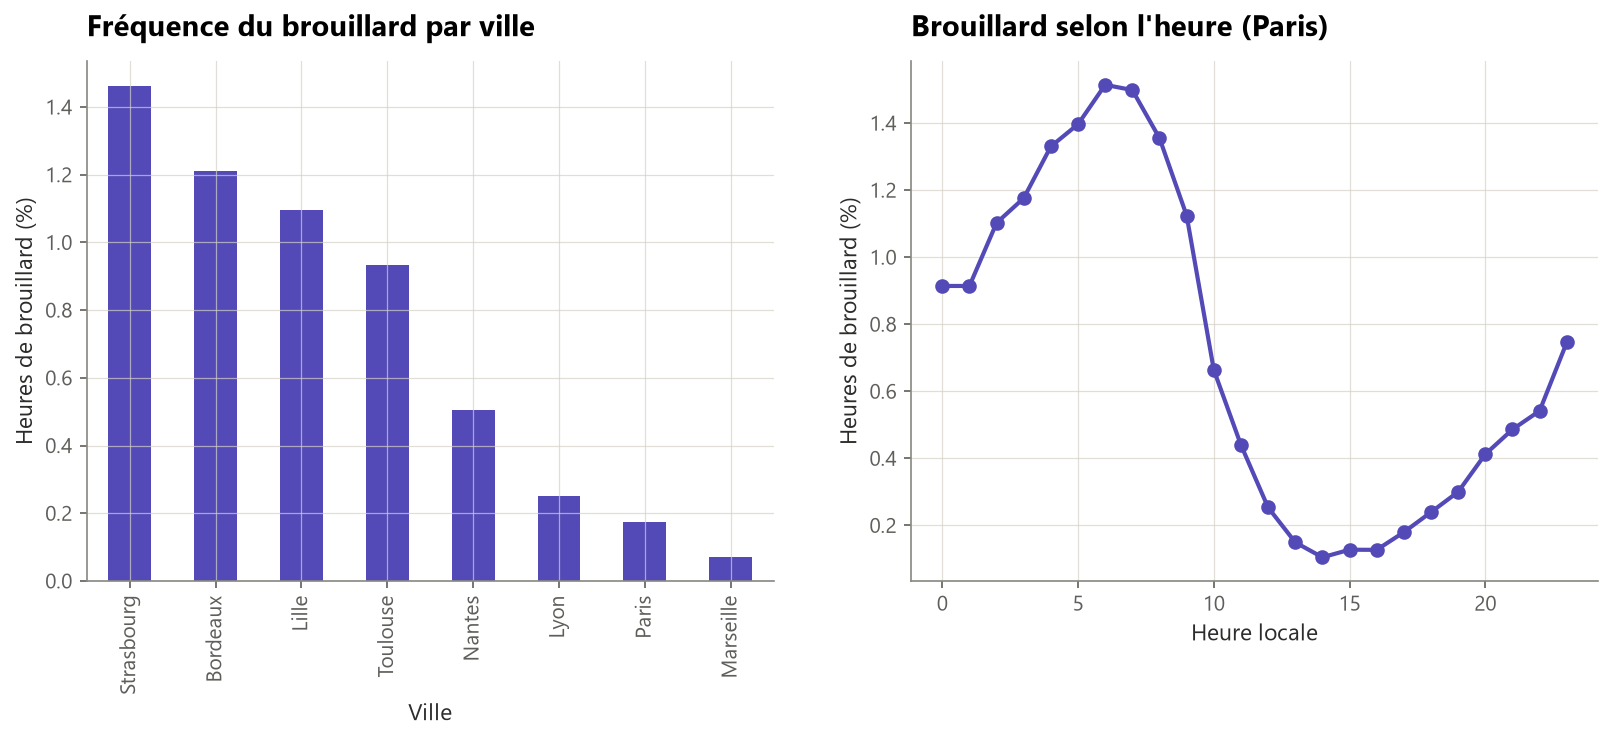 Fréquence du brouillard par ville
Heures de brouillard (%)
1.4
1.2
1.0
0.8
0.6
0.4
0.2
0.0
Strasbourg
Bordeaux
Lille
Toulouse
Nantes
Lyon
Paris
Marseille
Ville
Brouillard selon l'heure (Paris)
Heures de brouillard (%)
1.4
1.2
1.0
0.8
0.6
0.4
0.2
0 5 10 15 20
Heure locale